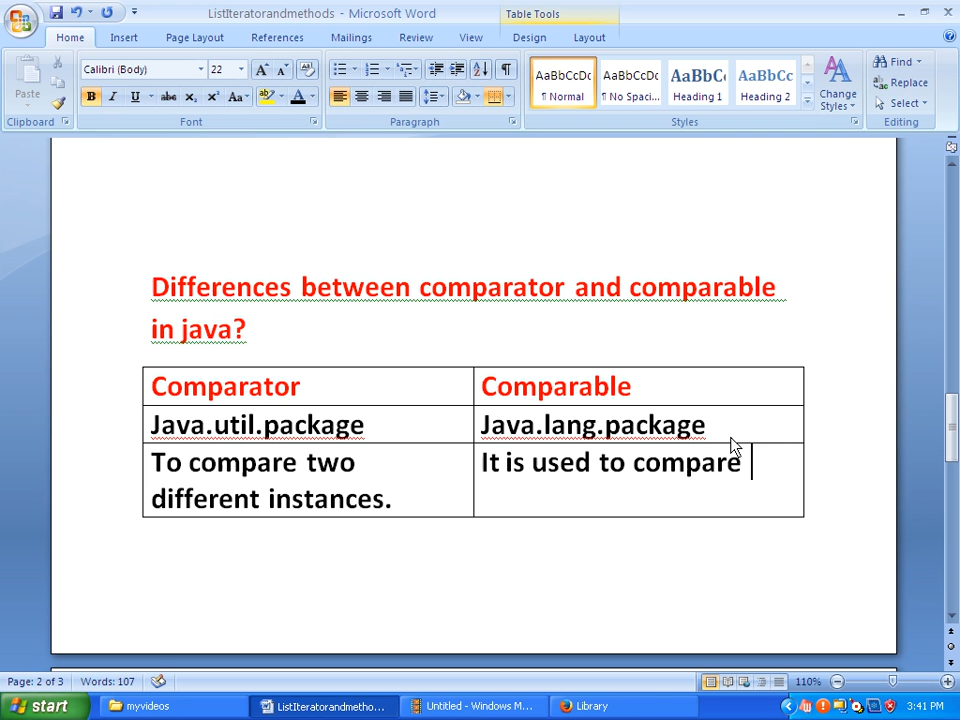 ListIteratorandmethods - Microsoft Word
Table Tools
Home
Insert
Page Layout
References
Mailings
Review
View
Design
Layout
Paste
Clipboard
Calibri (Body)
22
Font
Paragraph
AaBbCcDc
¶ Normal
AaBbCcDc
¶ No Spaci...
AaBbC
Heading 1
AaBbCc
Heading 2
Change
Styles
Styles
Find
Replace
Select
Editing
Differences between comparator and comparable
in java?
Comparator
Comparable
Java.util.package
Java.lang.package
To compare two
different instances.
It is used to compare
Page: 2 of 3
Words: 107
110%
start
myvideos
ListIteratorandmetho...
Untitled - Windows M...
Library
3:41 PM